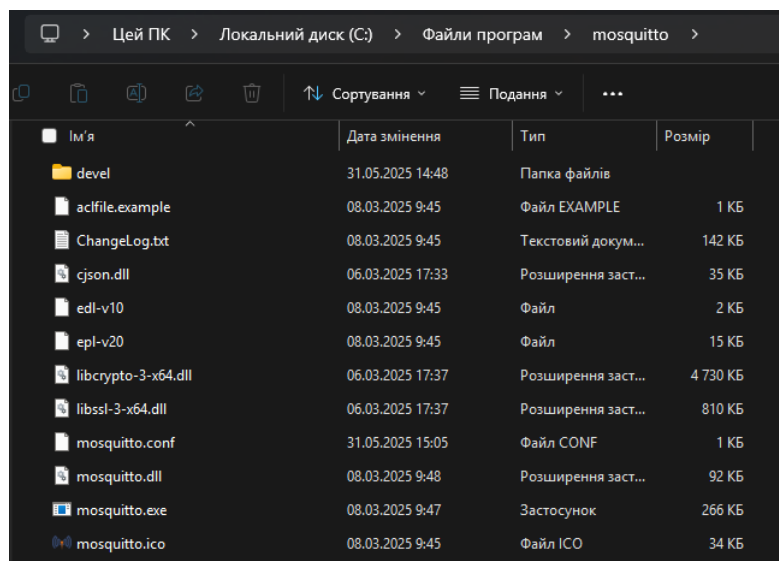 Цей ПК > Локальний диск (C:) > Файли програм > mosquitto >
Сортування Подання ...
Ім'я Дата змінення Тип Розмір
devel 31.05.2025 14:48 Папка файлів
aclfile.example 08.03.2025 9:45 Файл EXAMPLE 1 КБ
ChangeLog.txt 08.03.2025 9:45 Текстовий докум... 142 КБ
cjson.dll 06.03.2025 17:33 Розширення заст... 35 КБ
edl-v10 08.03.2025 9:45 Файл 2 КБ
epl-v20 08.03.2025 9:45 Файл 15 КБ
libcrypto-3-x64.dll 06.03.2025 17:37 Розширення заст... 4 730 КБ
libssl-3-x64.dll 06.03.2025 17:37 Розширення заст... 810 КБ
mosquitto.conf 31.05.2025 15:05 Файл CONF 1 КБ
mosquitto.dll 08.03.2025 9:48 Розширення заст... 92 КБ
mosquitto.exe 08.03.2025 9:47 Застосунок 266 КБ
mosquitto.ico 08.03.2025 9:45 Файл ICO 34 КБ